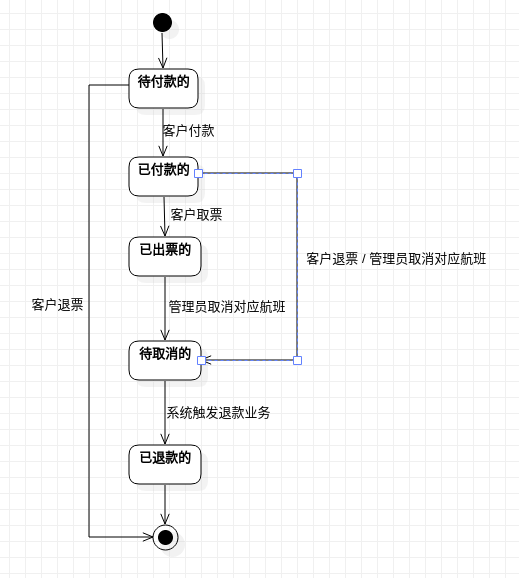 待付款的
客户付款
已付款的
客户取票
已出票的
客户退票 / 管理员取消对应航班
客户退票
管理员取消对应航班
待取消的
系统触发退款业务
已退款的